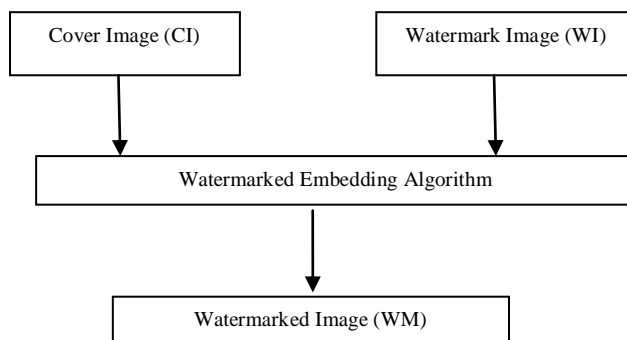 Cover Image (CI)
Watermark Image (WI)
Watermarked Embedding Algorithm
Watermarked Image (WM)